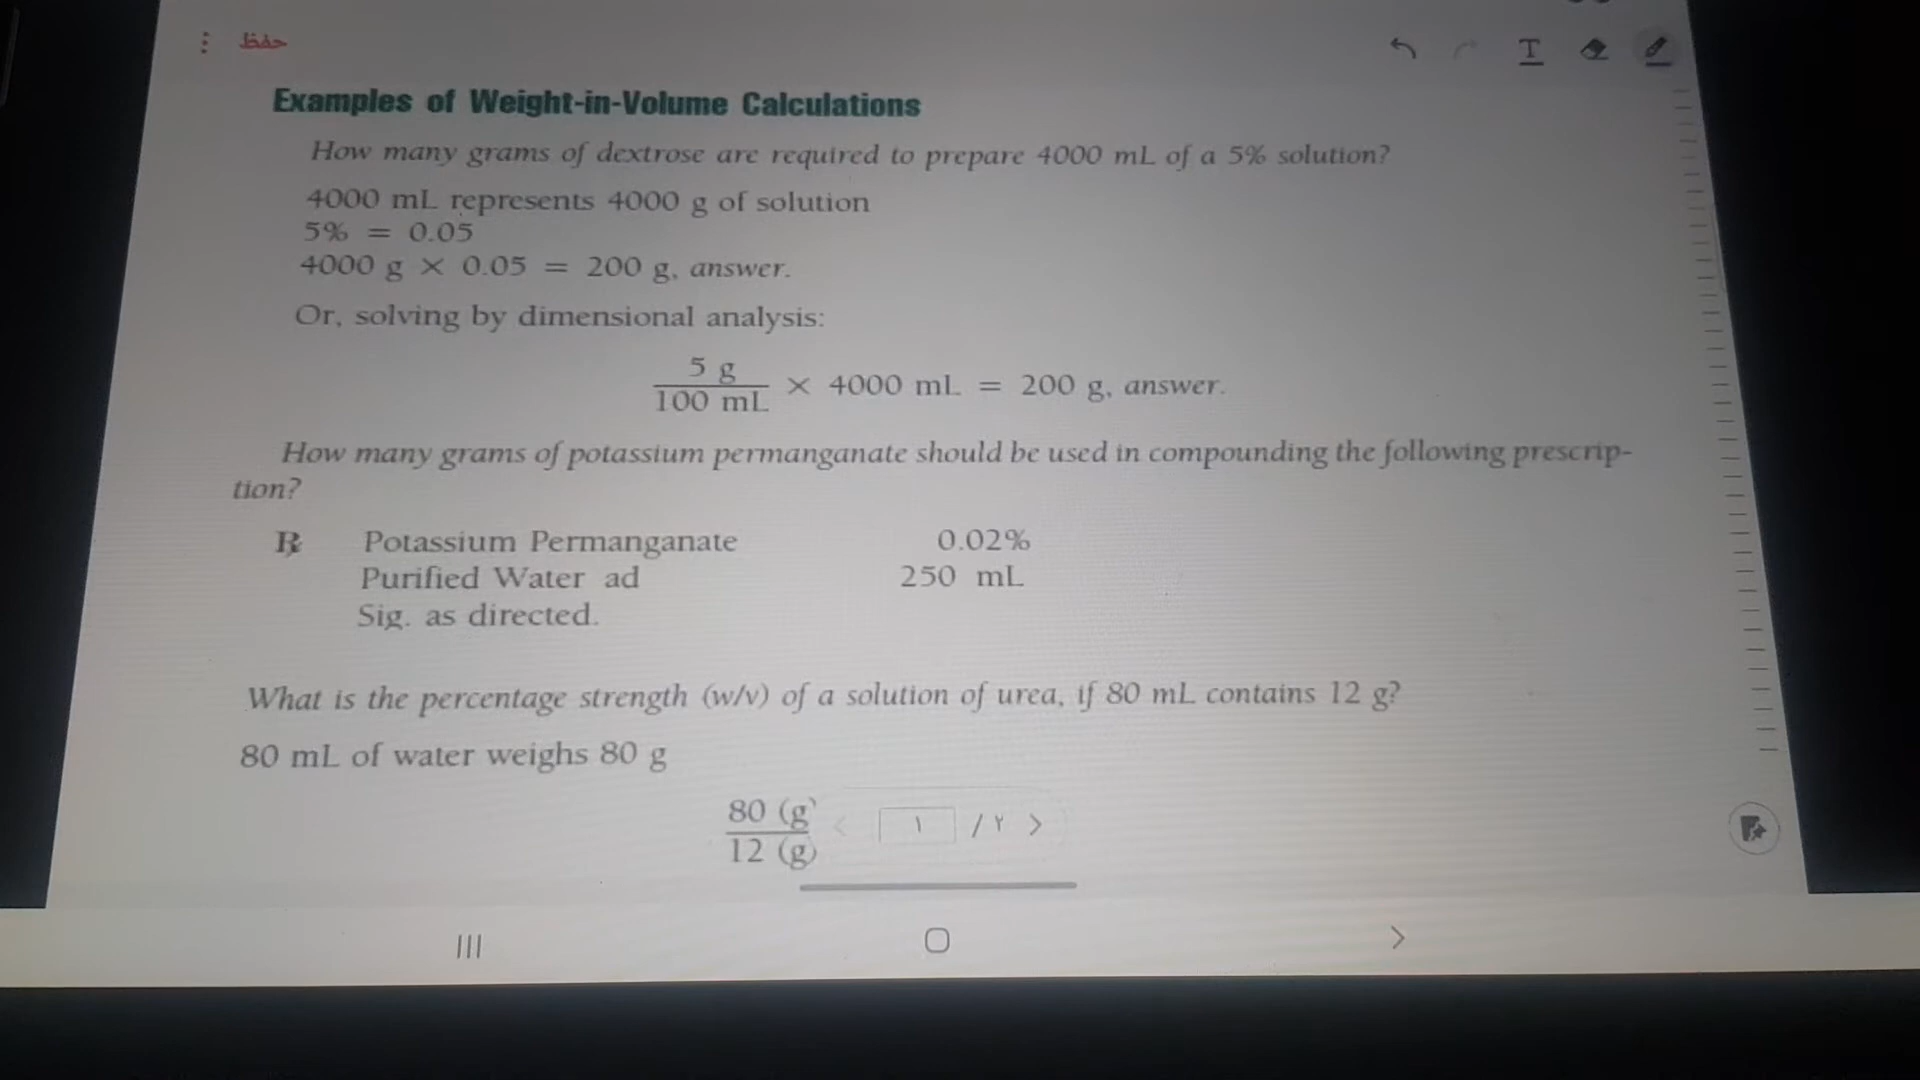 حفظ
T
Examples of Weight-in-Volume Calculations
How many grams of dextrose are required to prepare 4000 mL of a 5% solution?
4000 mL represents 4000 g of solution
5% = 0.05
4000 g × 0.05 = 200 g, answer.
Or, solving by dimensional analysis:
5 g
100 mL × 4000 mL = 200 g, answer.
How many grams of potassium permanganate should be used in compounding the following prescrip-
tion?
℞ Potassium Permanganate 0.02%
Purified Water ad 250 mL
Sig. as directed.
What is the percentage strength (w/v) of a solution of urea, if 80 mL contains 12 g?
80 mL of water weighs 80 g
80 (g)
12 (g)
١ / ٢